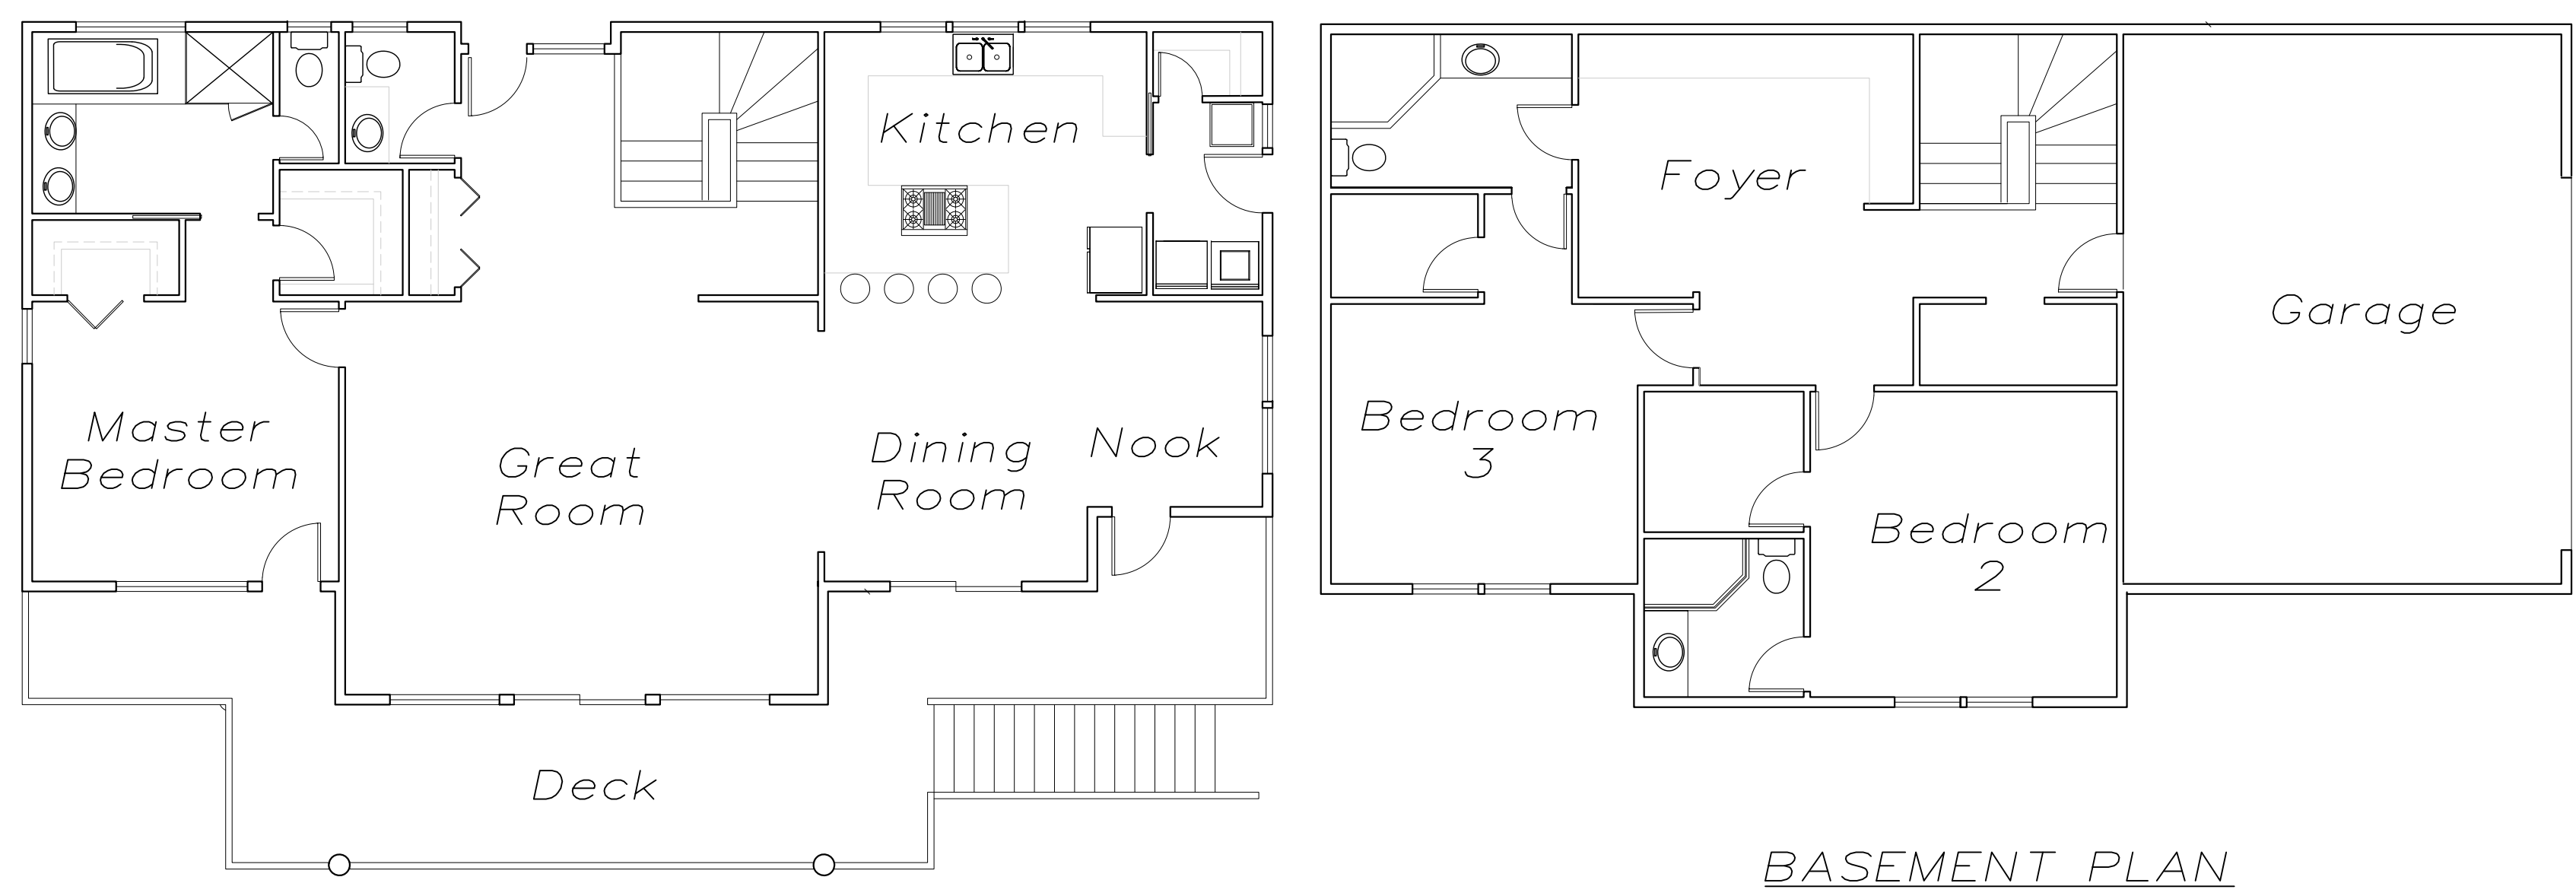 Kitchen
Master
Bedroom
Great
Room
Dining
Room
Nook
Deck
Foyer
Garage
Bedroom
3
Bedroom
2
BASEMENT PLAN